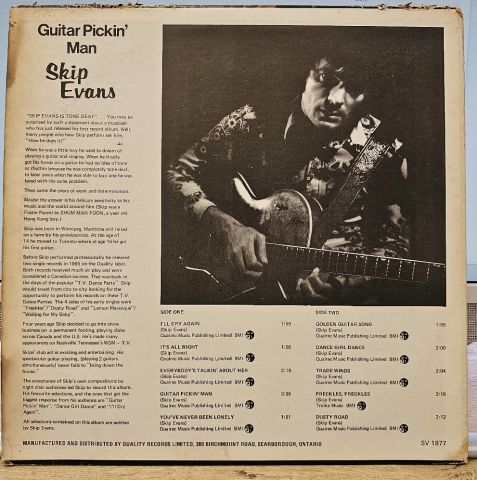 Guitar Pickin'
Man
Skip
Evans
"SKIP EVANS IS TONE DEAF" .... You may be
surprised by such a statement about a musician
who has just released his first record album. Well,
many people who hear Skip perform ask him,
"How he does it?"
When he was a little boy he used to dream of
playing a guitar and singing. When he finally
got his hands on a guitar he had no idea of tone
or rhythm because he was completely tone deaf.
In later years when he was able to buy one he was
faced with the same problem.
Then came the years of work and determination.
Maybe the answer is his delicate sensitivity to his
music and the world around him (Skip was a
Foster Parent to SHUM MAN FOON, a year old
Hong Kong boy.)
Skip was born in Winnipeg, Manitoba and raised
on a farm by his grandparents. At the age of
14 he moved to Toronto where at age 16 he got
his first guitar.
Before Skip performed professionally he released
two single records in 1965 on the Quality label.
Both records received much air play and were
considered a Canadian success. That was back in
the days of the popular "T.V. Dance Party". Skip
would travel from city to city looking for the
opportunity to perform his records on these T.V.
Dance Parties. The 4 sides of his early singles were
"Freckles"/"Dusty Road" and "Lemon Merengue"/
"Waiting for My Baby".
Four years ago Skip decided to go into show
business on a permanent footing, playing clubs
across Canada and the U.S. He's made many
appearances on Nashville Tennessee's WSM – T.V.
Skips' club act is exciting and entertaining. His
spectacular guitar playing, (playing 2 guitars
simultaneously) never fails to "bring down the
house."
The acceptance of Skip's own compositions by
night club audiences led Skip to record this album.
His favourite selections, and the ones that get the
biggest response from his audience are "Guitar
Pickin' Man", "Dance Girl Dance" and "I'll Cry
Again".
All selections contained on this album are written
by Skip Evans.
SIDE ONE
I'LL CRY AGAIN 1:59
(Skip Evans)
Qualrec Music Publishing Limited BMI
IT'S ALL RIGHT 1:58
(Skip Evans)
Qualrec Music Publishing Limited BMI
EVERYBODY'S TALKIN' ABOUT HER 2:16
(Skip Evans)
Qualrec Music Publishing Limited BMI
GUITAR PICKIN' MAN 3:08
(Skip Evans)
Qualrec Music Publishing Limited BMI
YOU'VE NEVER BEEN LONELY 1:51
(Skip Evans)
Qualrec Music Publishing Limited BMI
SIDE TWO
GOLDEN GUITAR SONG 1:05
(Skip Evans)
Qualrec Music Publishing Limited BMI
DANCE GIRL DANCE 2:00
(Skip Evans)
Qualrec Music Publishing Limited BMI
TRADE WINDS 2:04
(Skip Evans)
Qualrec Music Publishing Limited BMI
FRECKLES, FRECKLES 2:18
(Skip Evans)
Music BMI
DUSTY ROAD 2:12
(Skip Evans)
Qualrec Music Publishing Limited BMI
MANUFACTURED AND DISTRIBUTED BY QUALITY RECORDS LIMITED, 380 BIRCHMOUNT ROAD, SCARBOROUGH, ONTARIO
SV 1877